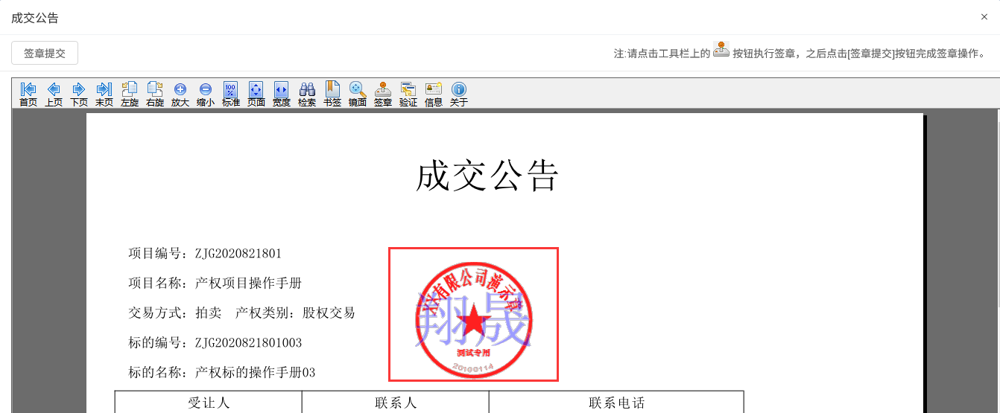 成交公告
×
签章提交
注:请点击工具栏上的 按钮执行签章，之后点击[签章提交]按钮完成签章操作。
首页 上页 下页 末页 左旋 右旋 放大 缩小 标准 页面 宽度 检索 书签 镜面 签章 验证 信息 关于
成交公告
项目编号：ZJG2020821801
项目名称：产权项目操作手册
交易方式：拍卖 产权类别：股权交易
标的编号：ZJG2020821801003
标的名称：产权标的操作手册03
XX有限公司演示章
翔晟
测试专用
20100114
受让人 联系人 联系电话